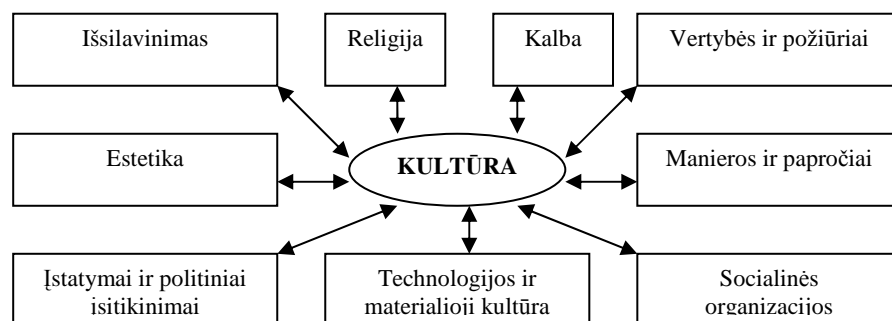 Išsilavinimas
Religija
Kalba
Vertybės ir požiūriai
Estetika
KULTŪRA
Manieros ir papročiai
Įstatymai ir politiniai
įsitikinimai
Technologijos ir
materialioji kultūra
Socialinės
organizacijos